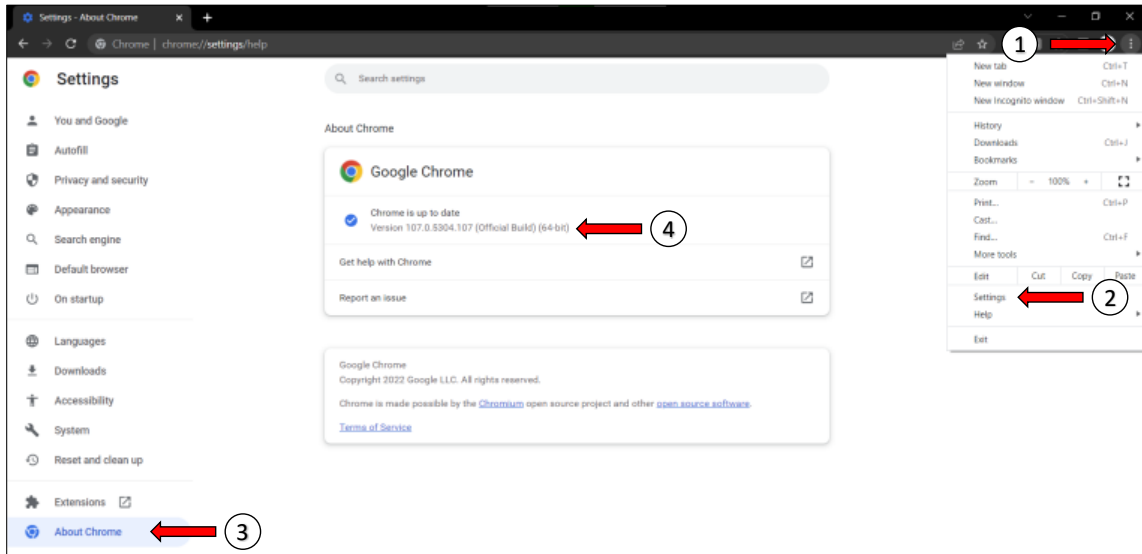 Settings - About Chrome
Chrome | chrome://settings/help
1
Settings
Search settings
You and Google
Autofill
Privacy and security
Appearance
Search engine
Default browser
On startup
Languages
Downloads
Accessibility
System
Reset and clean up
Extensions
About Chrome
3
About Chrome
Google Chrome
Chrome is up to date
Version 107.0.5304.107 (Official Build) (64-bit)
4
Get help with Chrome
Report an issue
Google Chrome
Copyright 2022 Google LLC. All rights reserved.
Chrome is made possible by the Chromium open source project and other open source software.
Terms of Service
New tab Ctrl+T
New window Ctrl+N
New Incognito window Ctrl+Shift+N
History
Downloads Ctrl+J
Bookmarks
Zoom - 100% +
Print... Ctrl+P
Cast...
Find... Ctrl+F
More tools
Edit Cut Copy Paste
Settings
2
Help
Exit